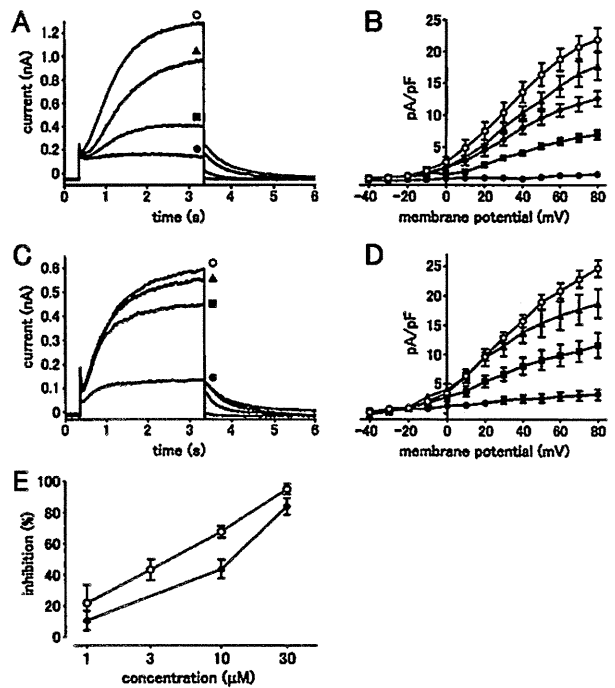 A
current (nA)
1.2
1.0
0.8
0.6
0.4
0.2
0
0 1 2 3 4 5 6
time (s)
B
pA/pF
25
20
15
10
5
-40 -20 0 20 40 60 80
membrane potential (mV)
C
current (nA)
0.6
0.5
0.4
0.3
0.2
0.1
0
0 1 2 3 4 5 6
time (s)
D
pA/pF
25
20
15
10
5
-40 -20 0 20 40 60 80
membrane potential (mV)
E
inhibition (%)
100
80
60
40
20
0
1 3 10 30
concentration (μM)